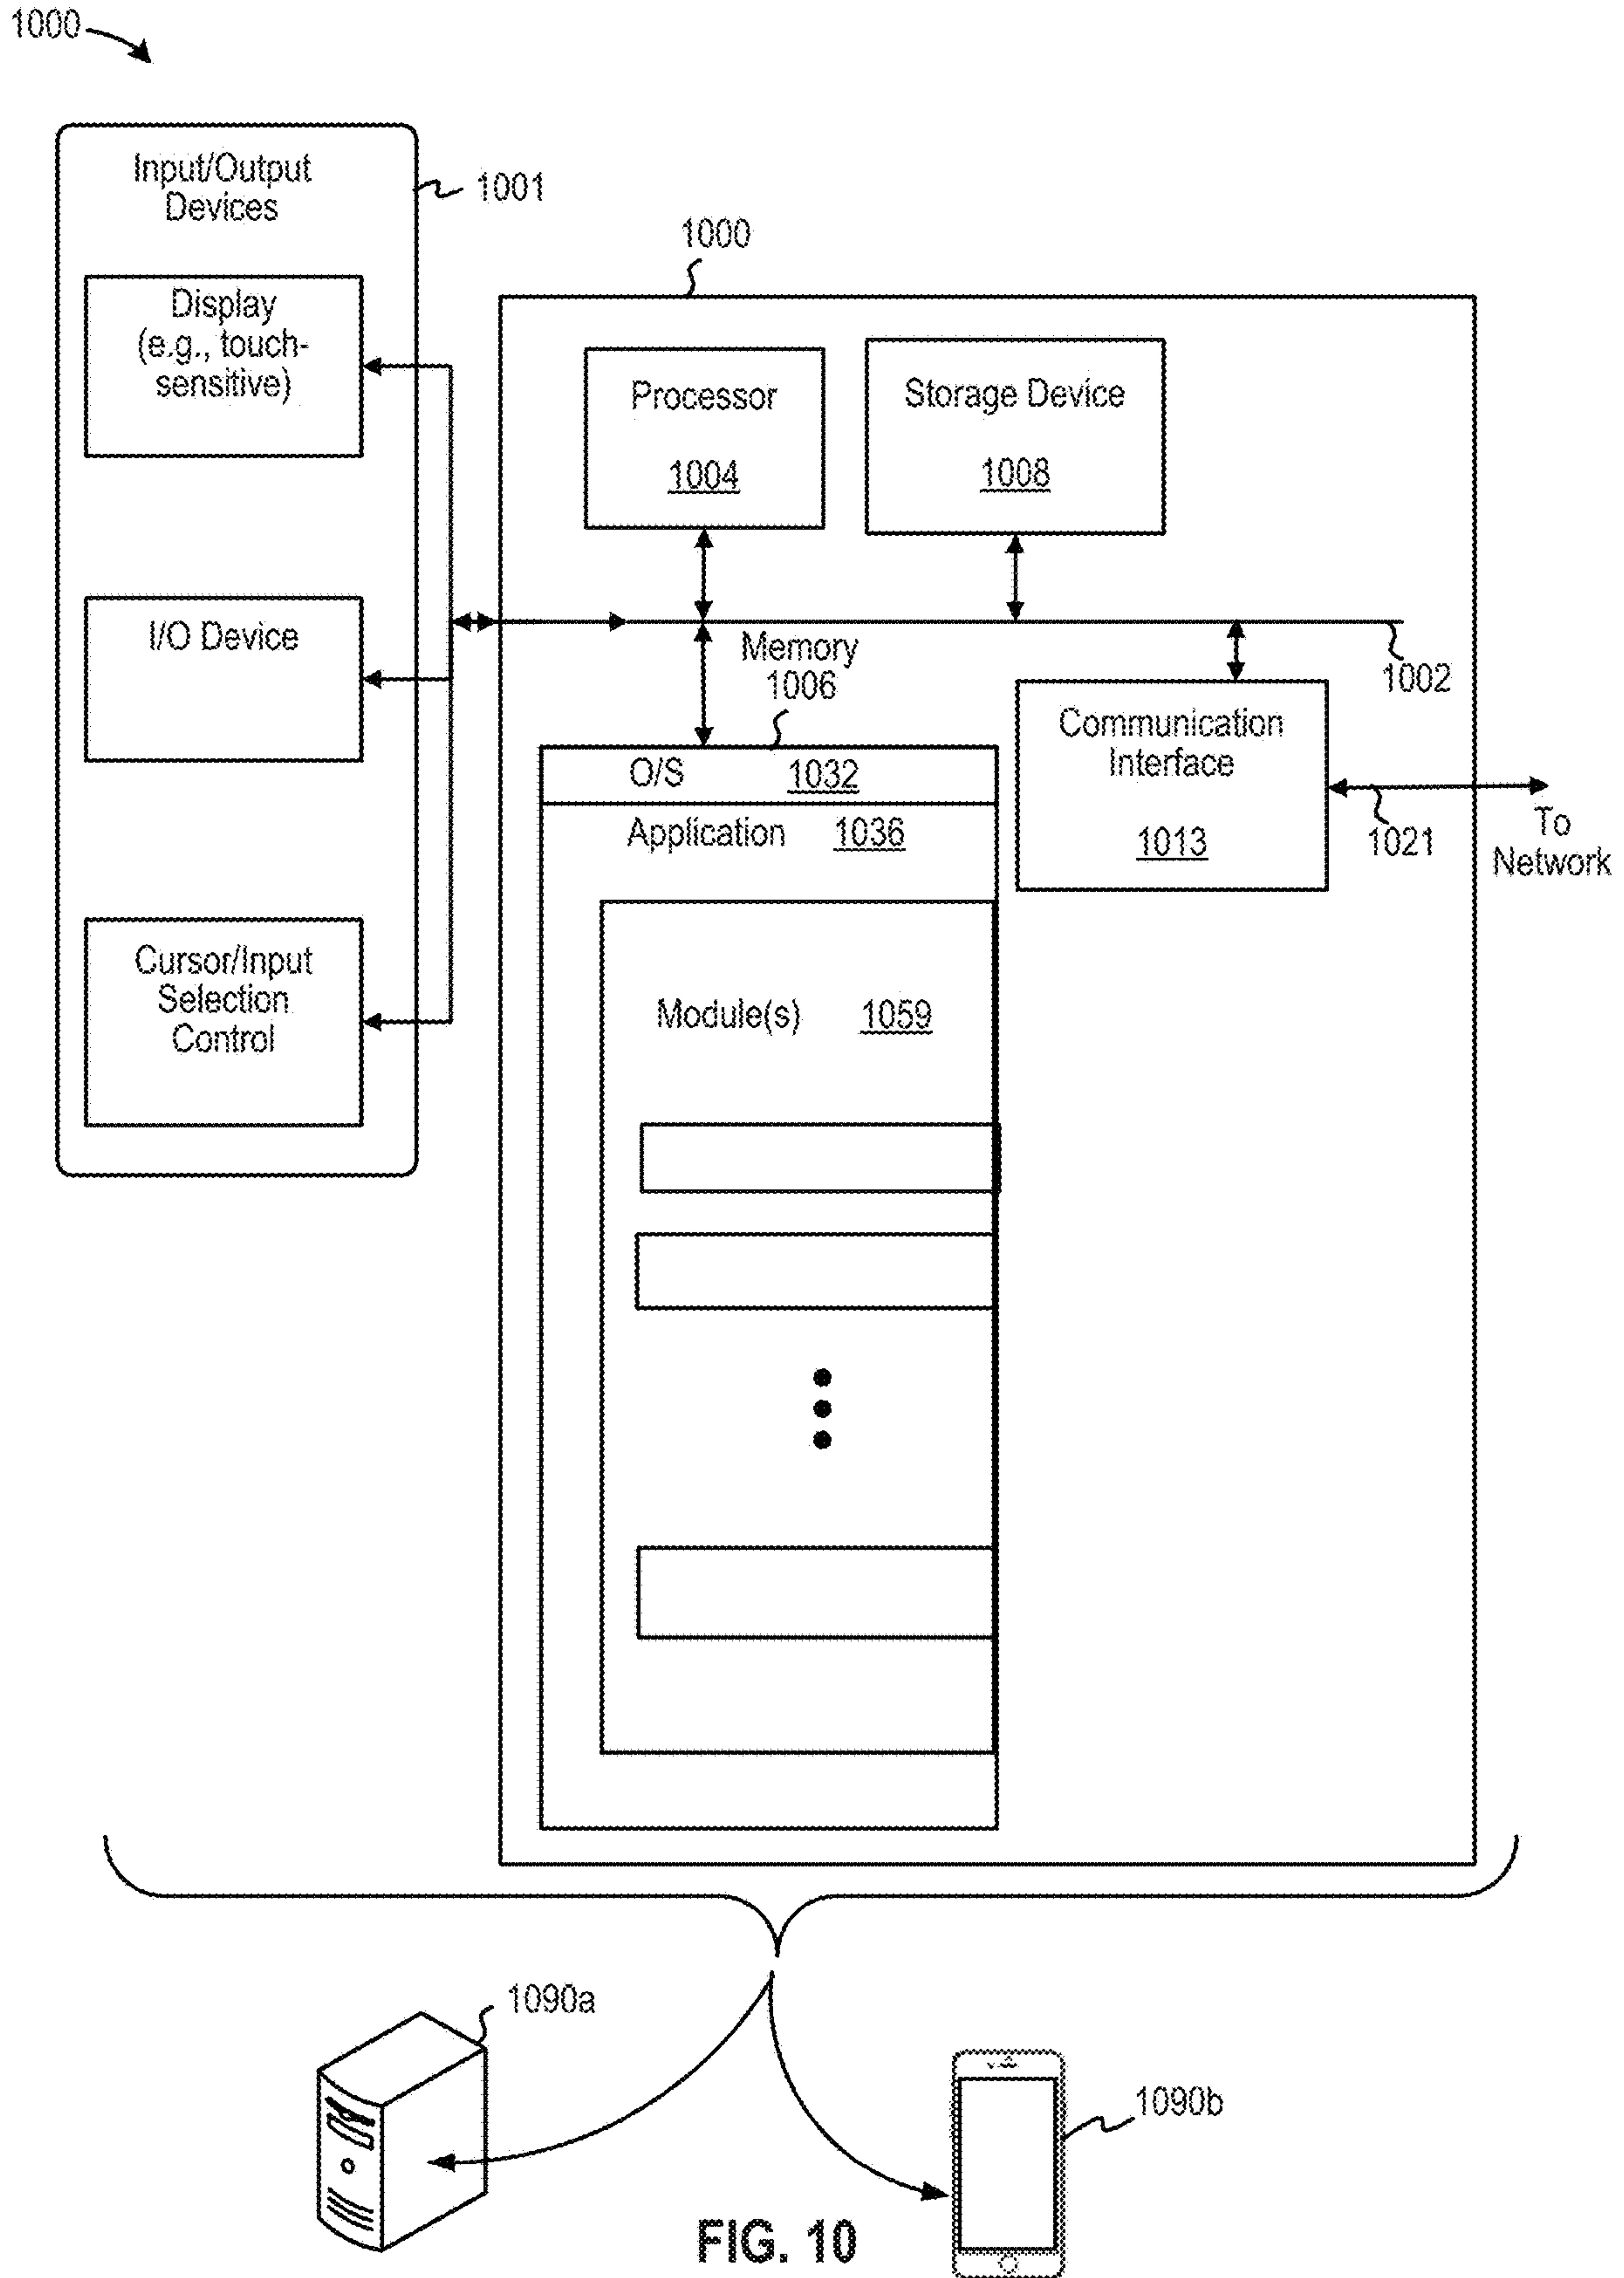 1000
Input/Output
Devices
1001
Display
(e.g., touch-
sensitive)
I/O Device
Cursor/Input
Selection
Control
1000
Processor
1004
Storage Device
1008
Memory
1006
1002
O/S 1032
Application 1036
Module(s) 1059
Communication
Interface
1013
1021
To
Network
1090a
1090b
FIG. 10